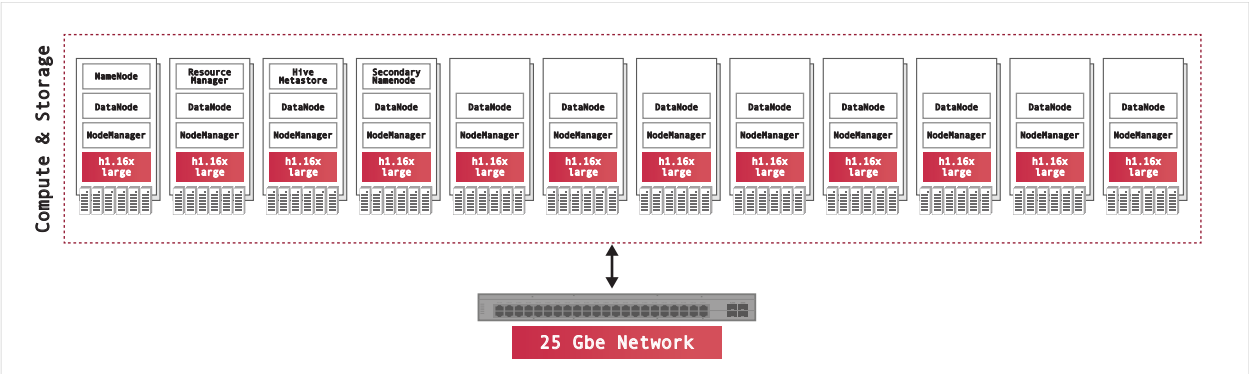 Compute & Storage
NameNode
DataNode
NodeManager
h1.16x
large
Resource
Manager
DataNode
NodeManager
h1.16x
large
Hive
Metastore
DataNode
NodeManager
h1.16x
large
Secondary
Namenode
DataNode
NodeManager
h1.16x
large
DataNode
NodeManager
h1.16x
large
DataNode
NodeManager
h1.16x
large
DataNode
NodeManager
h1.16x
large
DataNode
NodeManager
h1.16x
large
DataNode
NodeManager
h1.16x
large
DataNode
NodeManager
h1.16x
large
DataNode
NodeManager
h1.16x
large
DataNode
NodeManager
h1.16x
large
25 Gbe Network